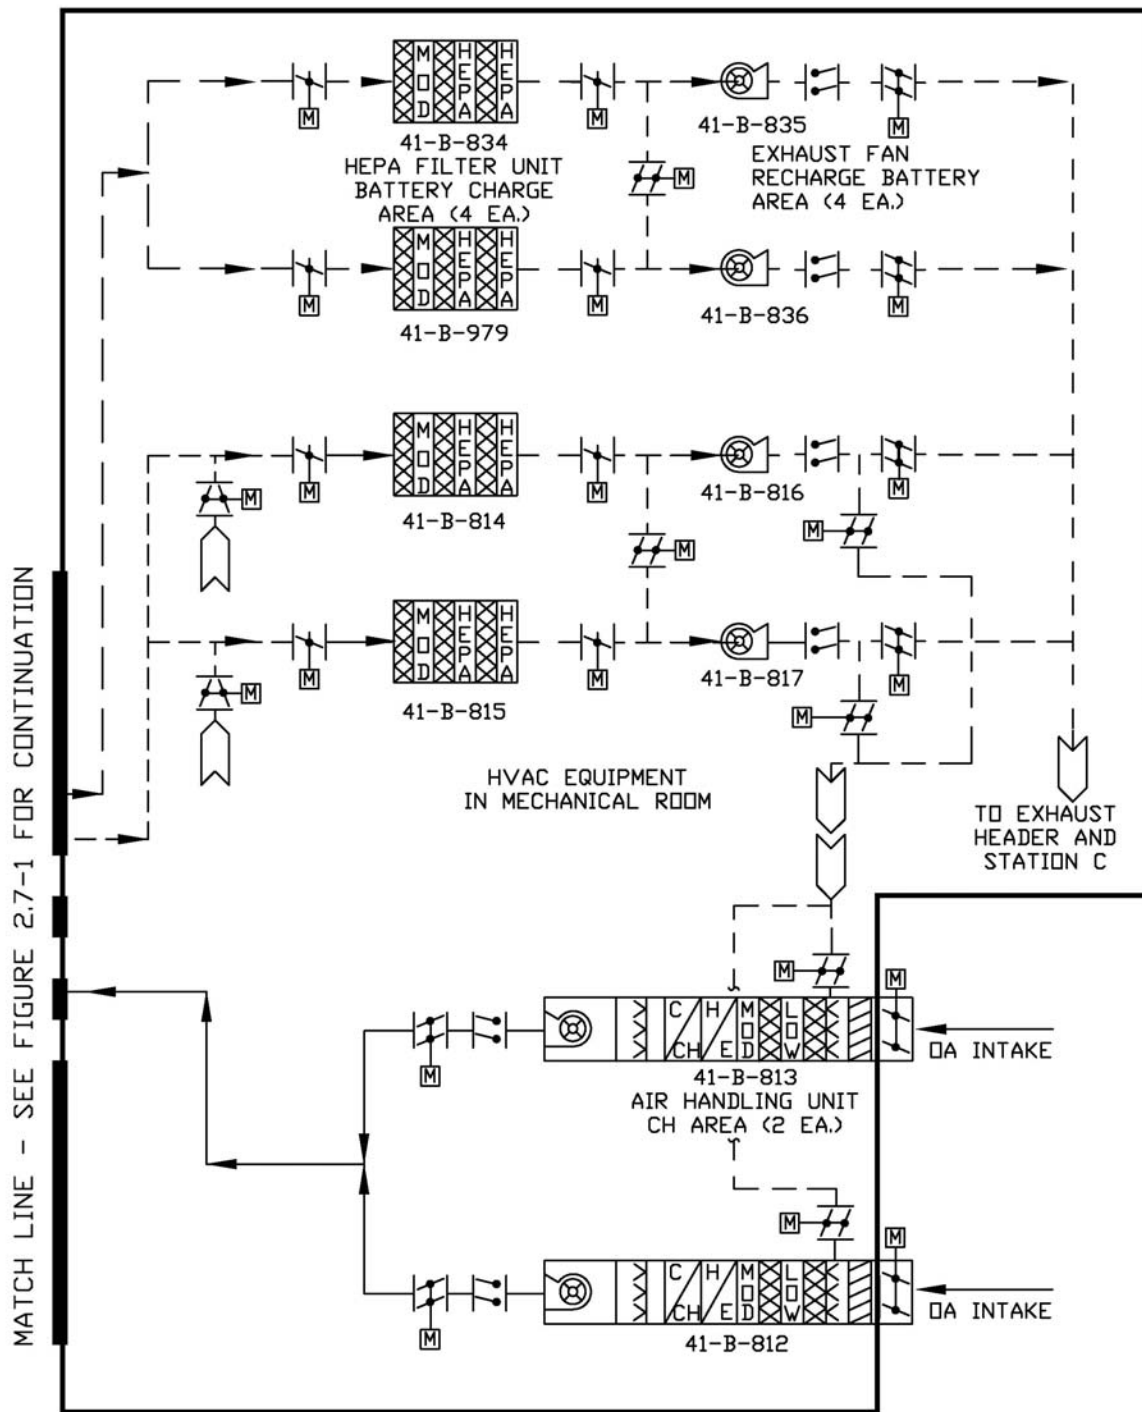 MOD HEPA HEPA
M
M
M
41-B-834
HEPA FILTER UNIT
BATTERY CHARGE
AREA (4 EA.)
41-B-835
EXHAUST FAN
RECHARGE BATTERY
AREA (4 EA.)
M
MOD HEPA HEPA
M
M
M
41-B-979
41-B-836
MOD HEPA HEPA
M
M
M
M
41-B-814
41-B-816
M
M
MOD HEPA HEPA
M
M
M
M
41-B-815
41-B-817
M
HVAC EQUIPMENT
IN MECHANICAL ROOM
TO EXHAUST
HEADER AND
STATION C
MATCH LINE - SEE FIGURE 2.7-1 FOR CONTINUATION
M
M
C CH H E MOD LOW
OA INTAKE
M
41-B-813
AIR HANDLING UNIT
CH AREA (2 EA.)
M
M
C CH H E MOD LOW
OA INTAKE
M
41-B-812